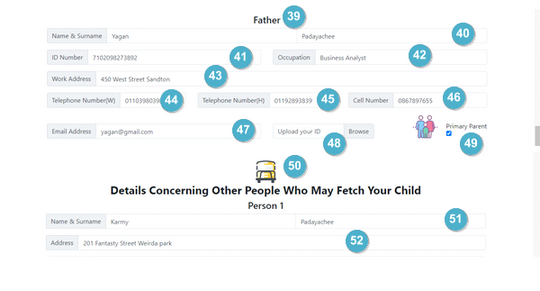 Father 39
Name & Surname Yagan Padayachee 40
ID Number 7102098273892 41 Occupation Business Analyst 42
Work Address 450 West Street Sandton 43
Telephone Number(W) 0110398039 44 Telephone Number(H) 01192893839 45 Cell Number 0867897655 46
Email Address yagan@gmail.com 47 Upload your ID Browse 48 Primary Parent 49
50
Details Concerning Other People Who May Fetch Your Child
Person 1
Name & Surname Karmy Padayachee 51
Address 201 Fantasty Street Weirda park 52